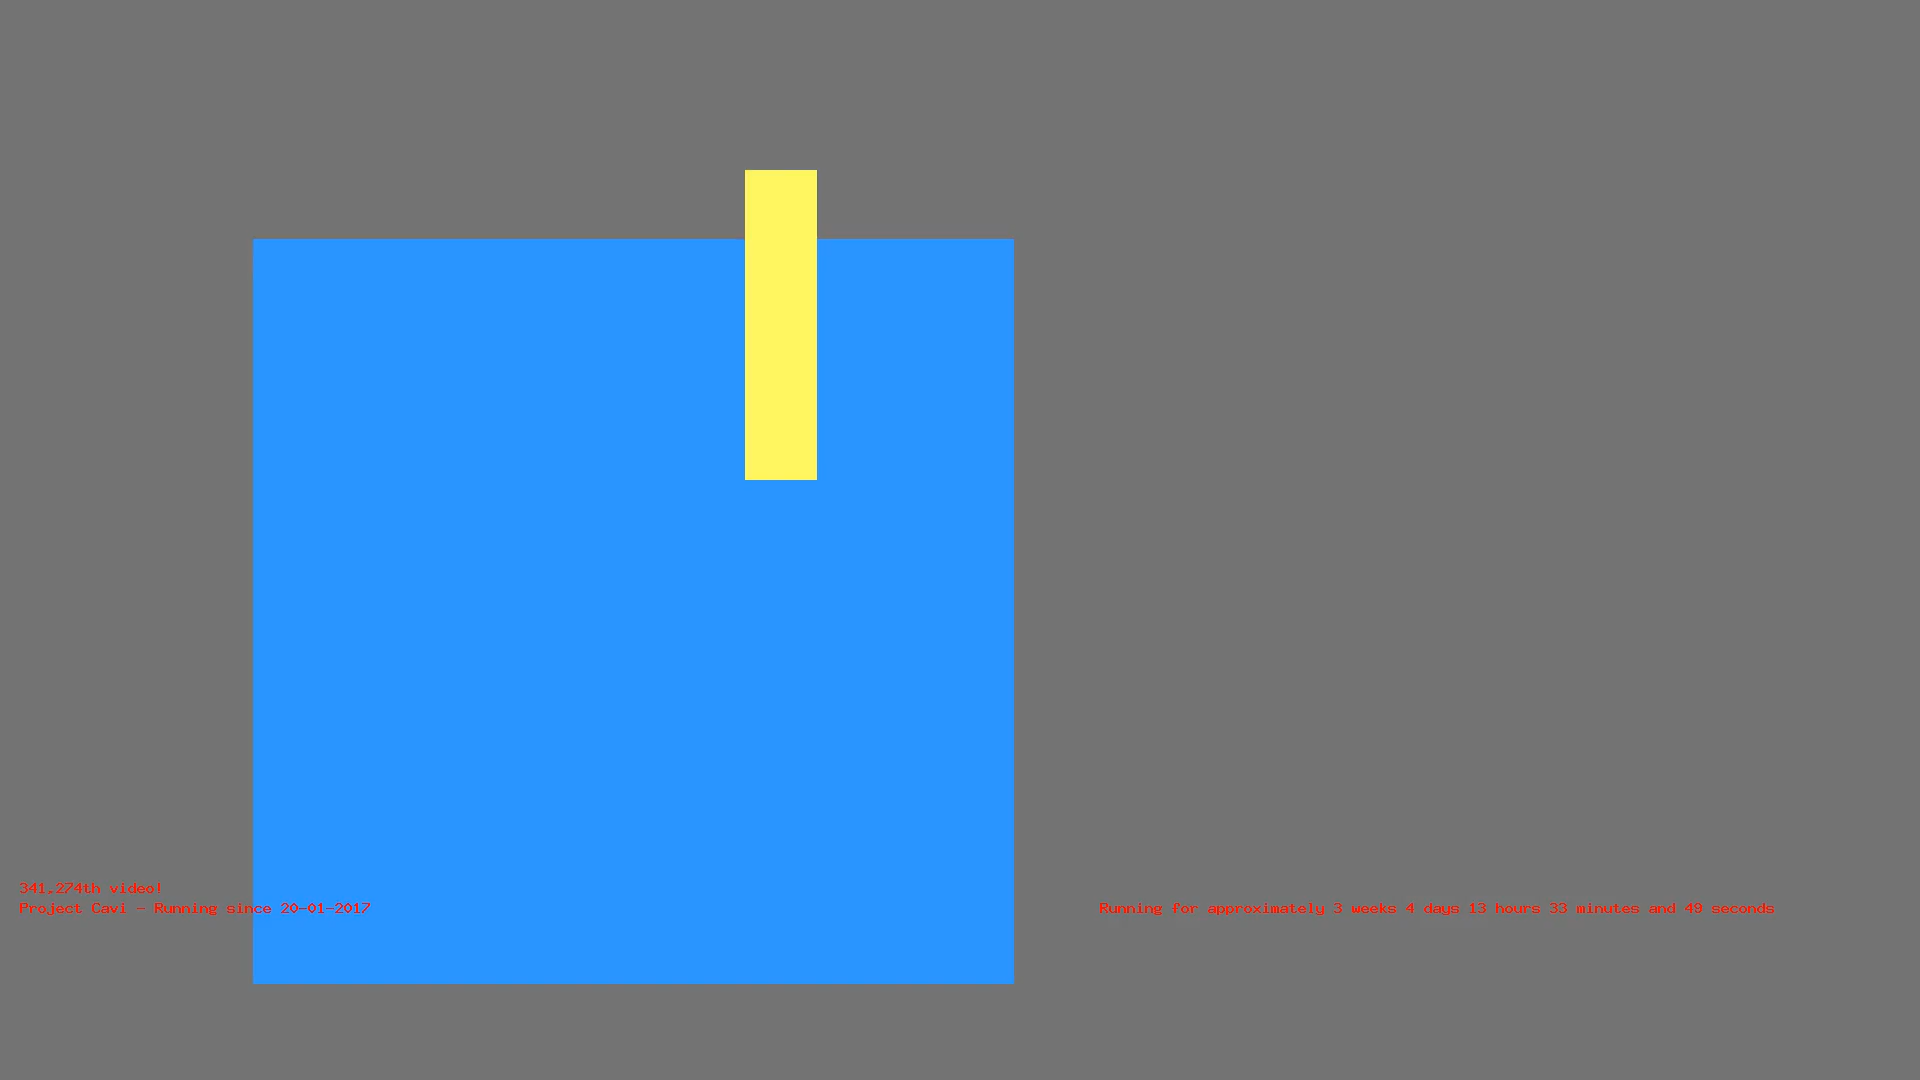 341.274th video!
Project Cavi - Running since 20-01-2017
Running for approximately 3 weeks 4 days 13 hours 33 minutes and 49 seconds